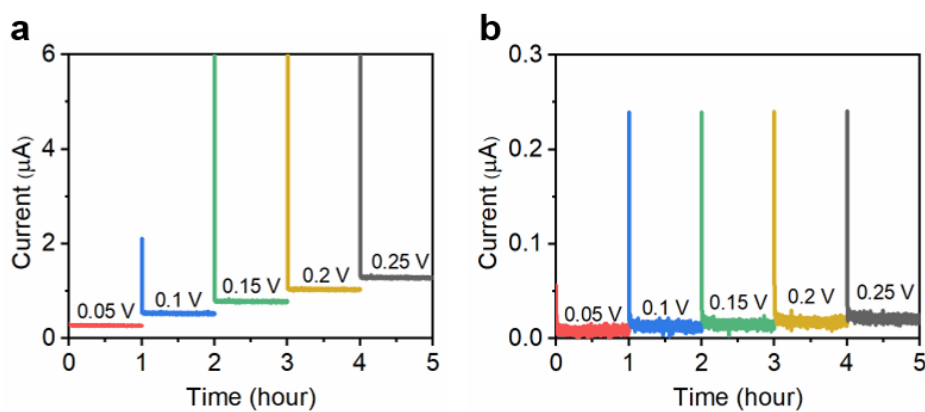 a
6
4
2
0
Current (μA)
0.05 V
0.1 V
0.15 V
0.2 V
0.25 V
0 1 2 3 4 5
Time (hour)
b
0.3
0.2
0.1
0.0
Current (μA)
0.05 V
0.1 V
0.15 V
0.2 V
0.25 V
0 1 2 3 4 5
Time (hour)